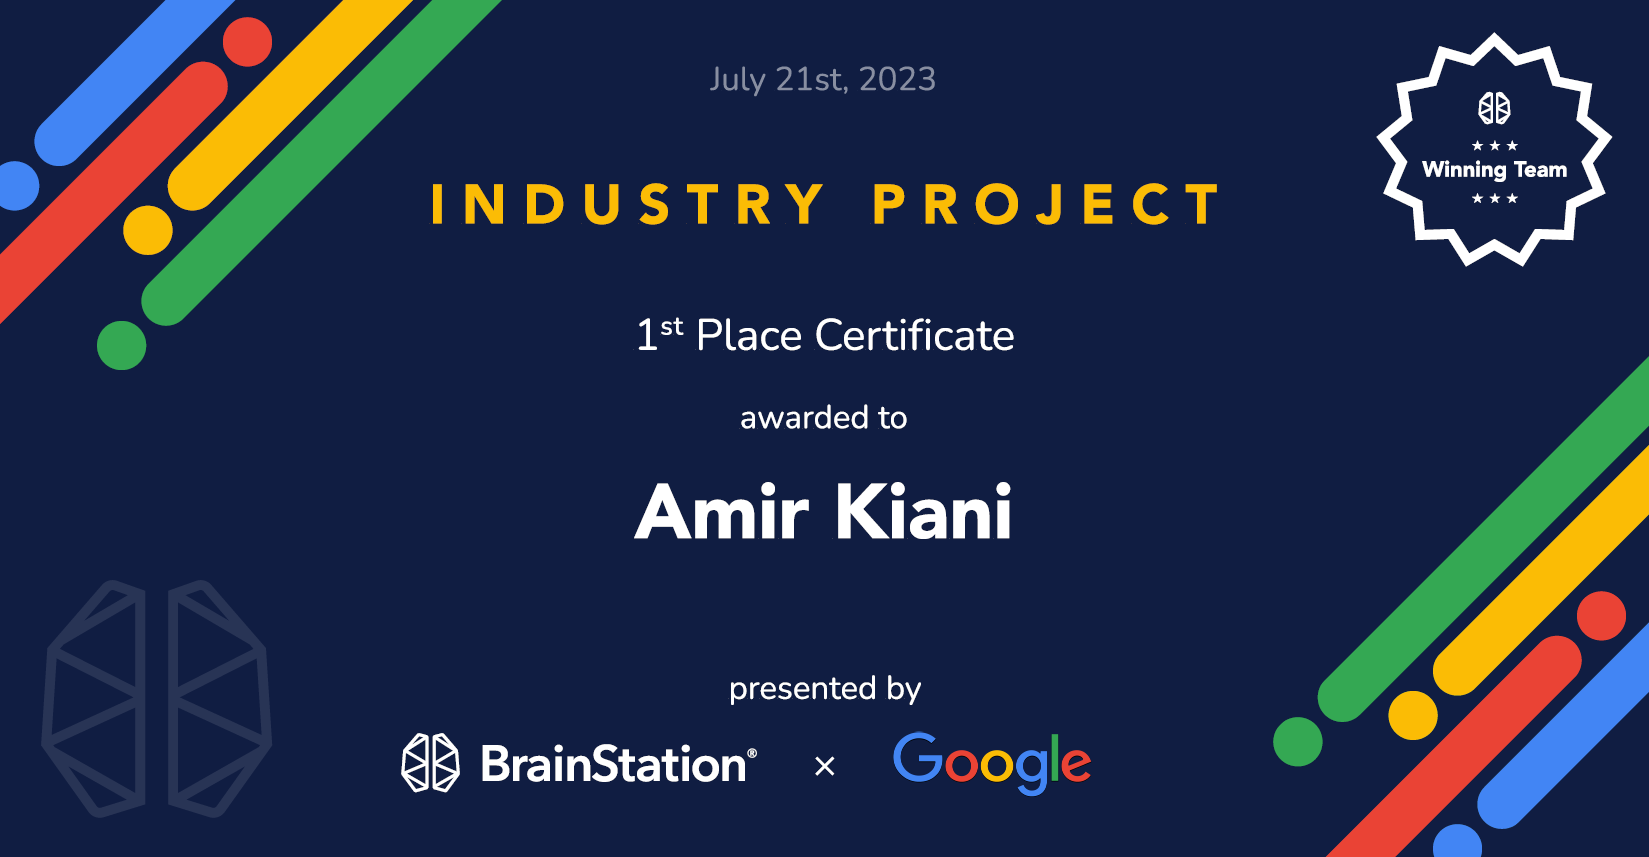 July 21st, 2023
INDUSTRY PROJECT
★ ★ ★
Winning Team
★ ★ ★
1st Place Certificate
awarded to
Amir Kiani
presented by
BrainStation® × Google